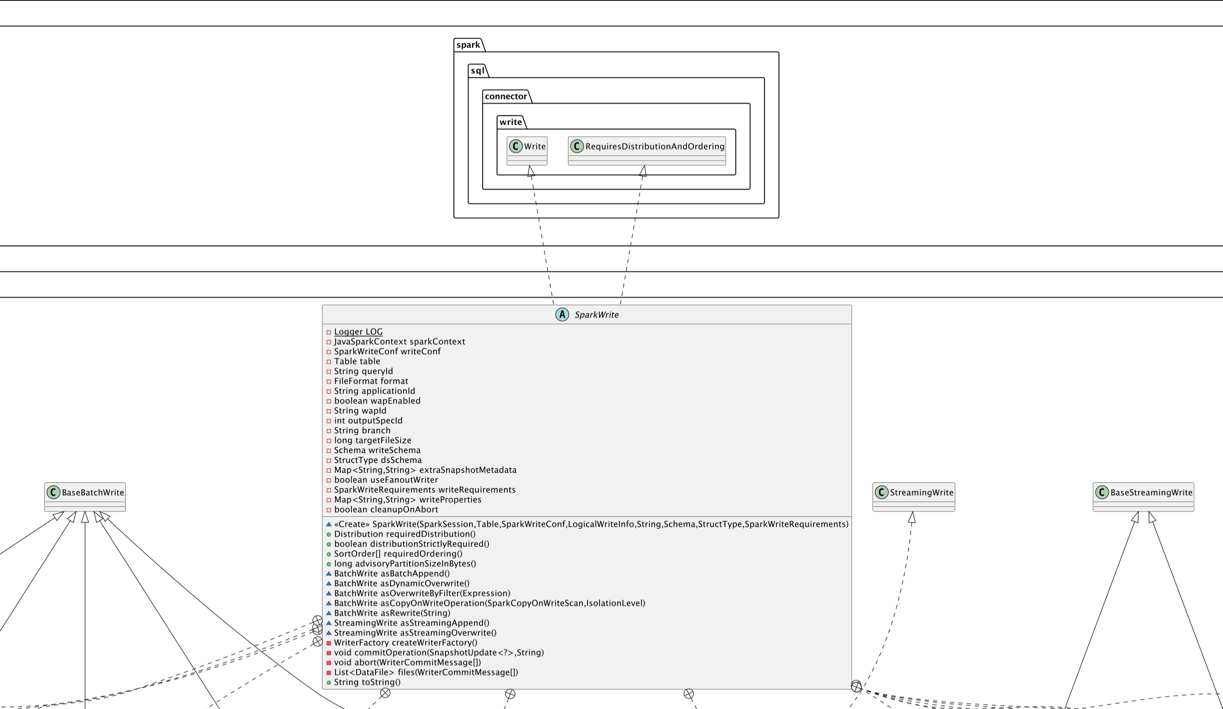 spark
sql
connector
write
C Write
C RequiresDistributionAndOrdering
A SparkWrite
Logger LOG
JavaSparkContext sparkContext
SparkWriteConf writeConf
Table table
String queryId
FileFormat format
String applicationId
boolean wapEnabled
String wapId
int outputSpecId
String branch
long targetFileSize
Schema writeSchema
StructType dsSchema
Map<String,String> extraSnapshotMetadata
boolean useFanoutWriter
SparkWriteRequirements writeRequirements
Map<String,String> writeProperties
boolean cleanupOnAbort
«Create» SparkWrite(SparkSession,Table,SparkWriteConf,LogicalWriteInfo,String,Schema,StructType,SparkWriteRequirements)
Distribution requiredDistribution()
boolean distributionStrictlyRequired()
SortOrder[] requiredOrdering()
long advisoryPartitionSizeInBytes()
BatchWrite asBatchAppend()
BatchWrite asDynamicOverwrite()
BatchWrite asOverwriteByFilter(Expression)
BatchWrite asCopyOnWriteOperation(SparkCopyOnWriteScan,IsolationLevel)
BatchWrite asRewrite(String)
StreamingWrite asStreamingAppend()
StreamingWrite asStreamingOverwrite()
WriterFactory createWriterFactory()
void commitOperation(SnapshotUpdate<?>,String)
void abort(WriterCommitMessage[])
List<DataFile> files(WriterCommitMessage[])
String toString()
C BaseBatchWrite
C StreamingWrite
C BaseStreamingWrite